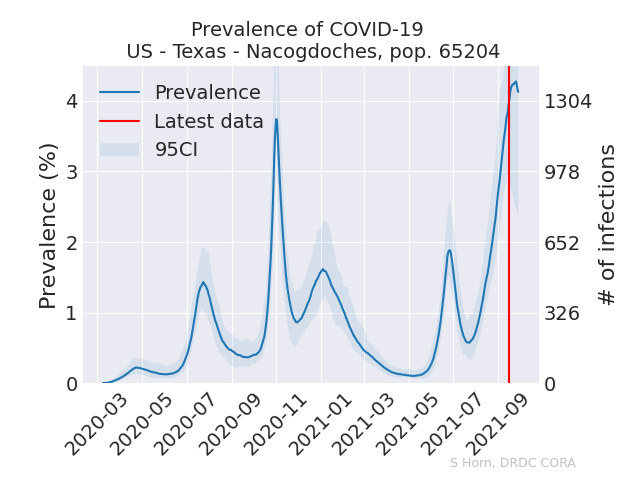 Prevalence of COVID-19
US - Texas - Nacogdoches, pop. 65204
Prevalence
Latest data
95CI
Prevalence (%)
4
3
2
1
0
1304
978
652
326
0
# of infections
2020-03
2020-05
2020-07
2020-09
2020-11
2021-01
2021-03
2021-05
2021-07
2021-09
S Horn, DRDC CORA